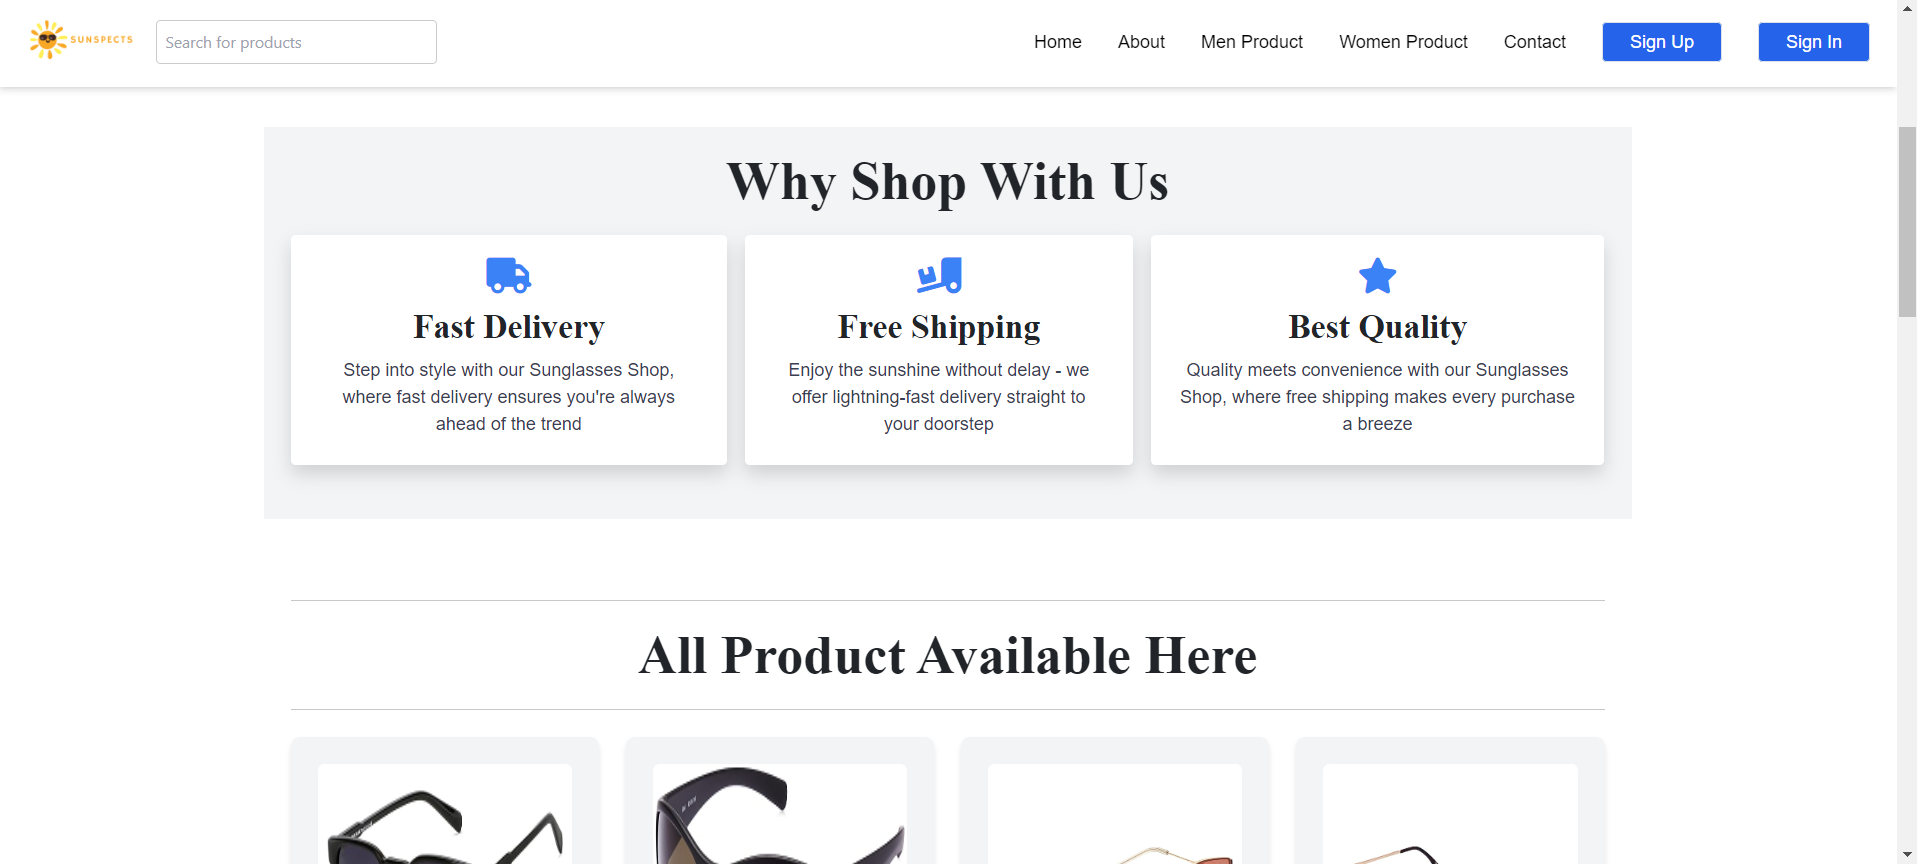 SUNSPECTS
Search for products
Home
About
Men Product
Women Product
Contact
Sign Up
Sign In
Why Shop With Us
Fast Delivery
Step into style with our Sunglasses Shop,
where fast delivery ensures you're always
ahead of the trend
Free Shipping
Enjoy the sunshine without delay - we
offer lightning-fast delivery straight to
your doorstep
Best Quality
Quality meets convenience with our Sunglasses
Shop, where free shipping makes every purchase
a breeze
All Product Available Here